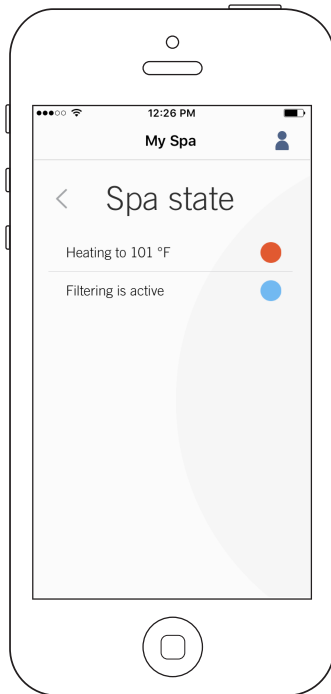 12:26 PM
My Spa
Spa state
Heating to 101 °F
Filtering is active